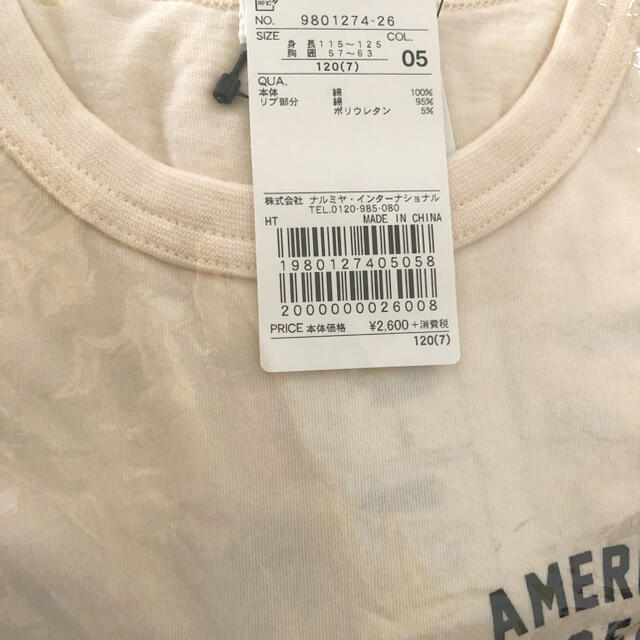 NO. 9801274-26
SIZE COL.
身長115~125
胸囲 57~63
120(7) 05
QUA.
本体 綿 100%
リブ部分 綿 95%
ポリウレタン 5%
株式会社 ナルミヤ・インターナショナル
TEL.0120-985-080
HT MADE IN CHINA
1980127405058
2000000026008
PRICE 本体価格 ¥2,600+消費税
120(7)
AMER